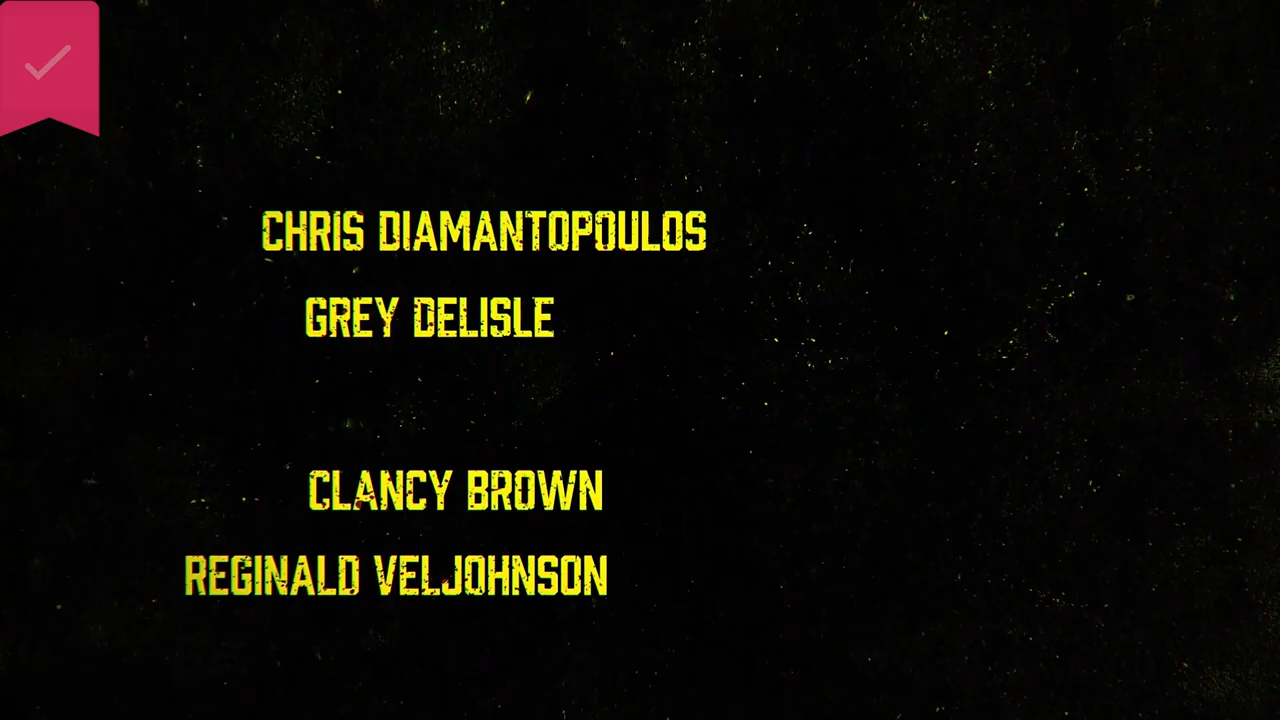 CHRIS DIAMANTOPOULOS
GREY DELISLE
CLANCY BROWN
REGINALD VELJOHNSON